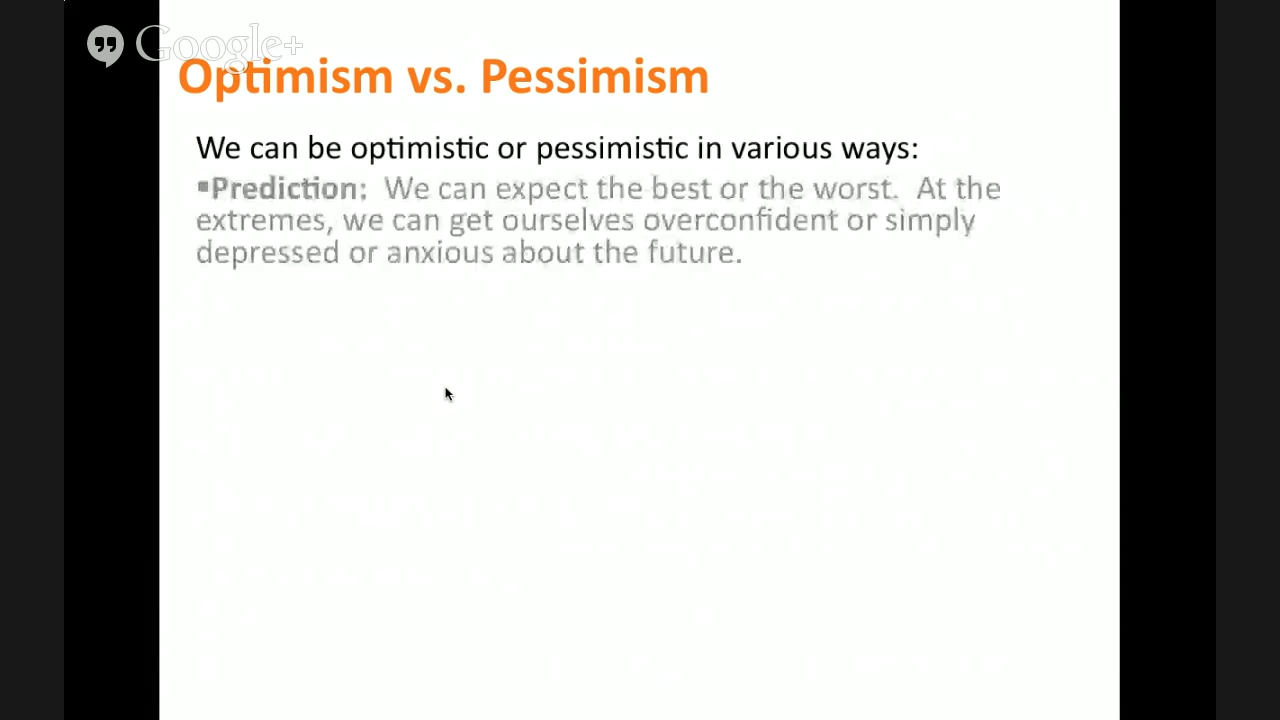 Google+
Optimism vs. Pessimism
We can be optimistic or pessimistic in various ways:
▪Prediction: We can expect the best or the worst. At the
extremes, we can get ourselves overconfident or simply
depressed or anxious about the future.